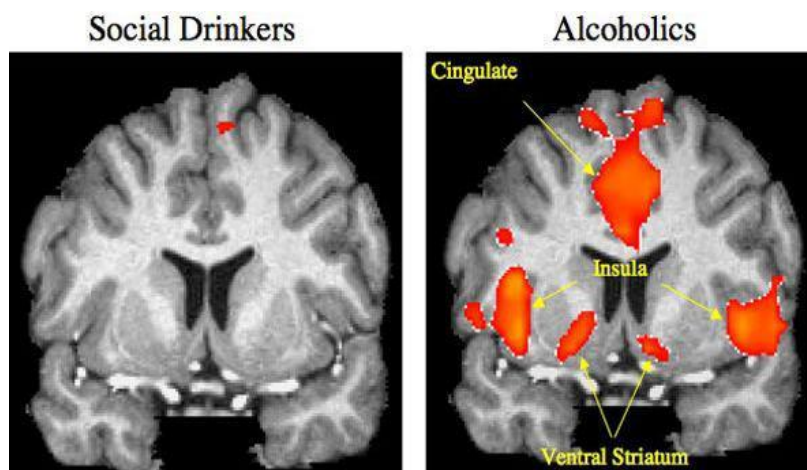 Social Drinkers
Alcoholics
Cingulate
Insula
Ventral Striatum